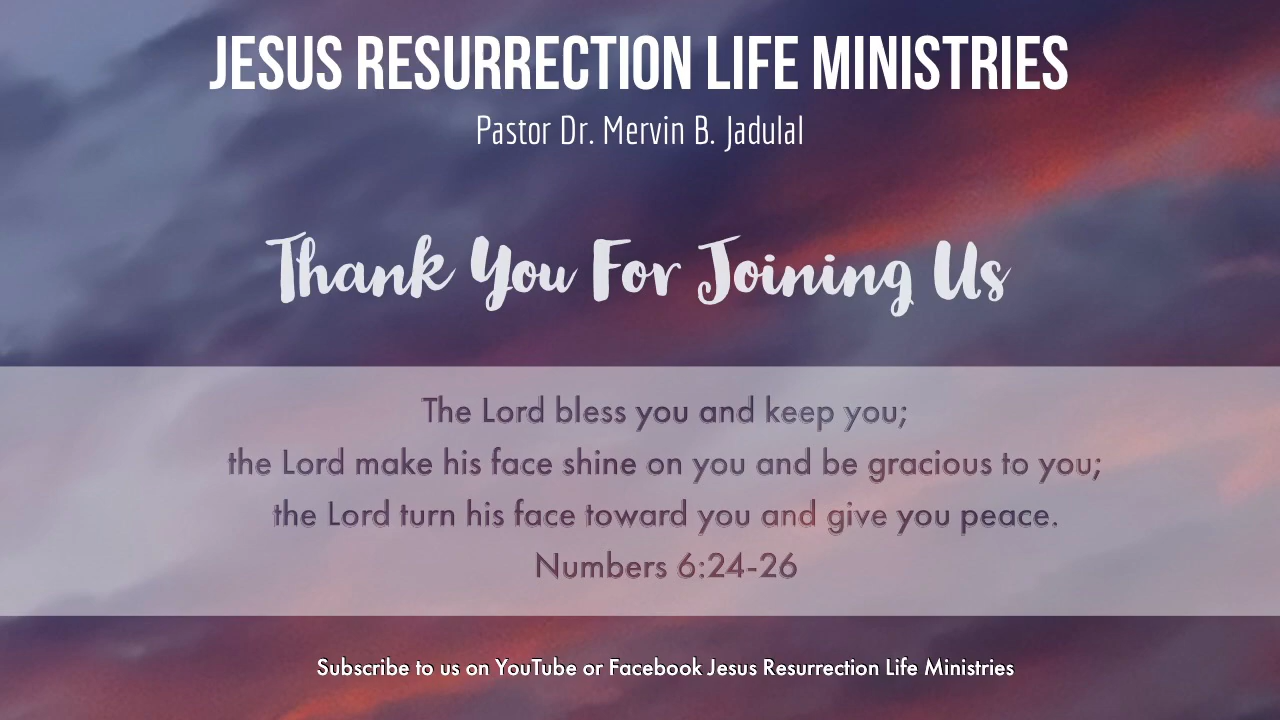 JESUS RESURRECTION LIFE MINISTRIES
Pastor Dr. Mervin B. Jadulal
Thank You For Joining Us
The Lord bless you and keep you;
the Lord make his face shine on you and be gracious to you;
the Lord turn his face toward you and give you peace.
Numbers 6:24-26
Subscribe to us on YouTube or Facebook Jesus Resurrection Life Ministries